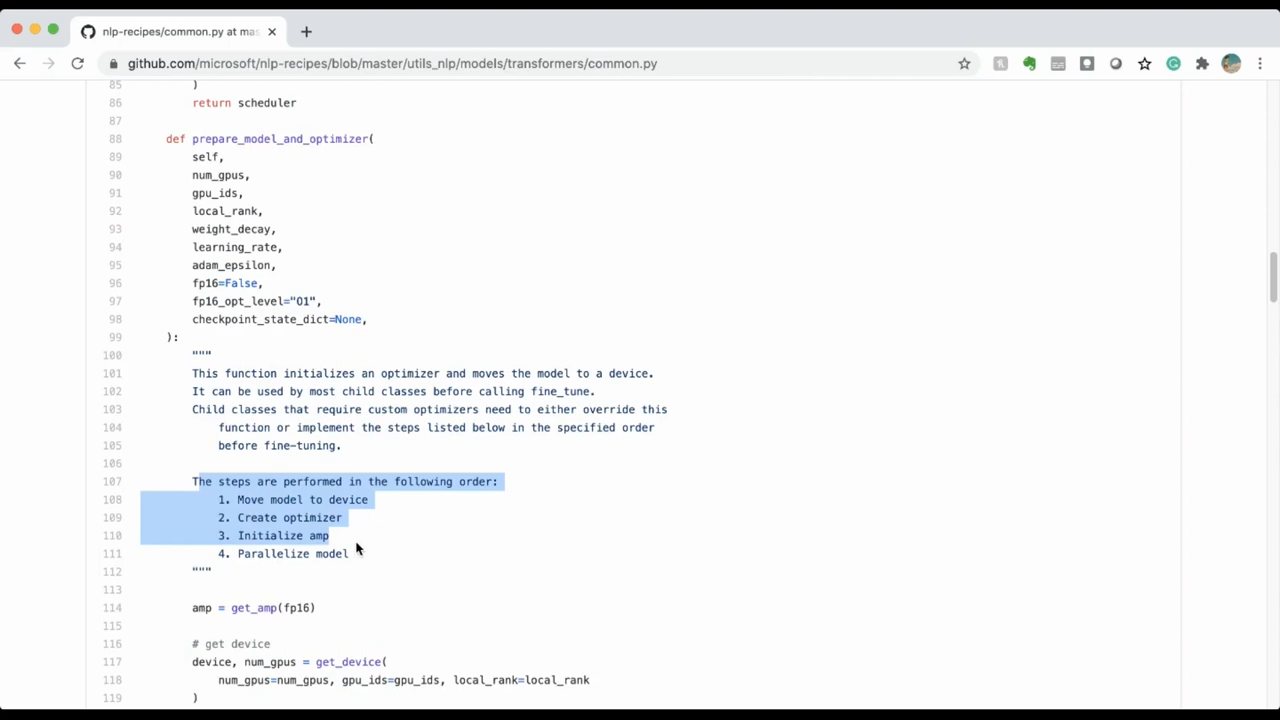 nlp-recipes/common.py at mas
github.com/microsoft/nlp-recipes/blob/master/utils_nlp/models/transformers/common.py
85 )
86 return scheduler
87
88 def prepare_model_and_optimizer(
89 self,
90 num_gpus,
91 gpu_ids,
92 local_rank,
93 weight_decay,
94 learning_rate,
95 adam_epsilon,
96 fp16=False,
97 fp16_opt_level="O1",
98 checkpoint_state_dict=None,
99 ):
100 """
101 This function initializes an optimizer and moves the model to a device.
102 It can be used by most child classes before calling fine_tune.
103 Child classes that require custom optimizers need to either override this
104 function or implement the steps listed below in the specified order
105 before fine-tuning.
106
107 The steps are performed in the following order:
108 1. Move model to device
109 2. Create optimizer
110 3. Initialize amp
111 4. Parallelize model
112 """
113
114 amp = get_amp(fp16)
115
116 # get device
117 device, num_gpus = get_device(
118 num_gpus=num_gpus, gpu_ids=gpu_ids, local_rank=local_rank
119 )